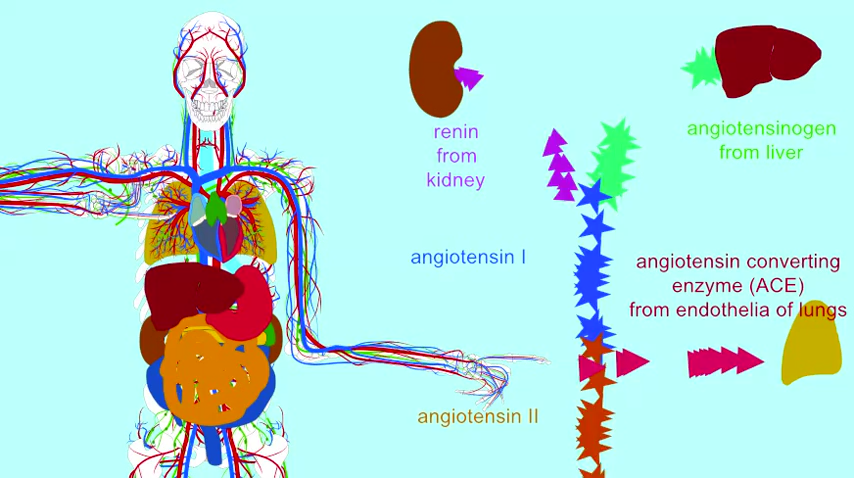 renin
from
kidney
angiotensinogen
from liver
angiotensin I
angiotensin converting
enzyme (ACE)
from endothelia of lungs
angiotensin II